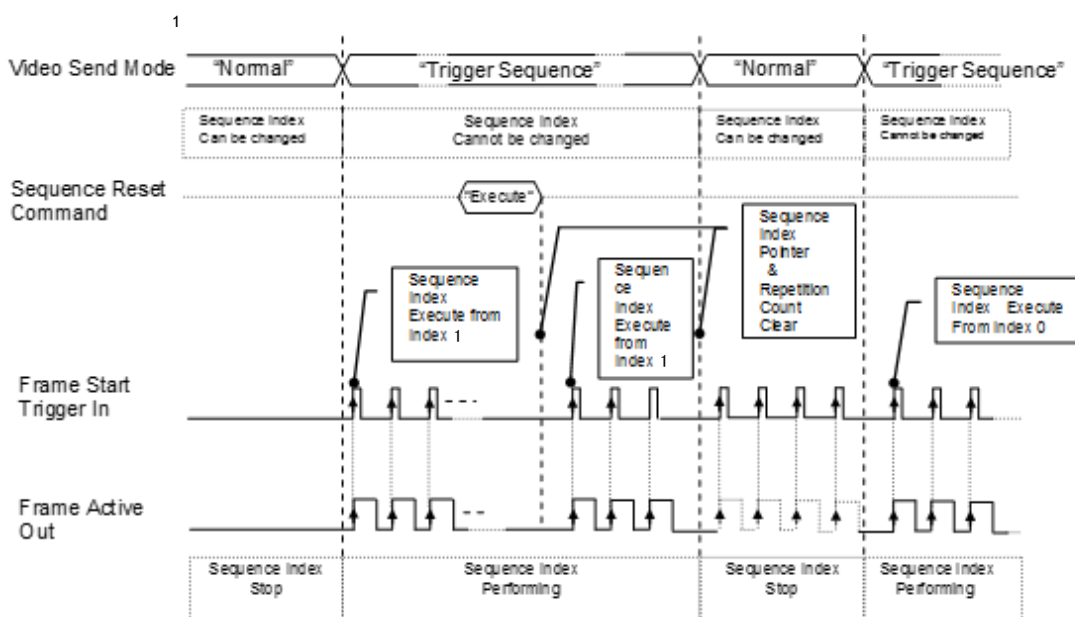 1
Video Send Mode
"Normal"
"Trigger Sequence"
"Normal"
"Trigger Sequence"
Sequence Index
Can be changed
Sequence Index
Cannot be changed
Sequence Index
Can be changed
Sequence Index
Cannot be changed
Sequence Reset
Command
"Execute"
Sequence
Index
Execute from
Index 1
Sequen
ce
Index
Execute
from
Index 1
Sequence
Index
Pointer
&
Repetition
Count
Clear
Sequence
Index Execute
From Index 0
Frame Start
Trigger In
Frame Active
Out
Sequence Index
Stop
Sequence Index
Performing
Sequence Index
Stop
Sequence Index
Performing